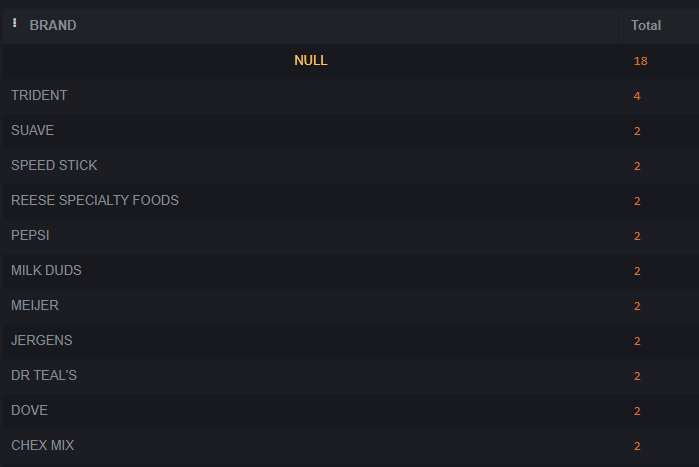 BRAND Total
NULL 18
TRIDENT 4
SUAVE 2
SPEED STICK 2
REESE SPECIALTY FOODS 2
PEPSI 2
MILK DUDS 2
MEIJER 2
JERGENS 2
DR TEAL'S 2
DOVE 2
CHEX MIX 2